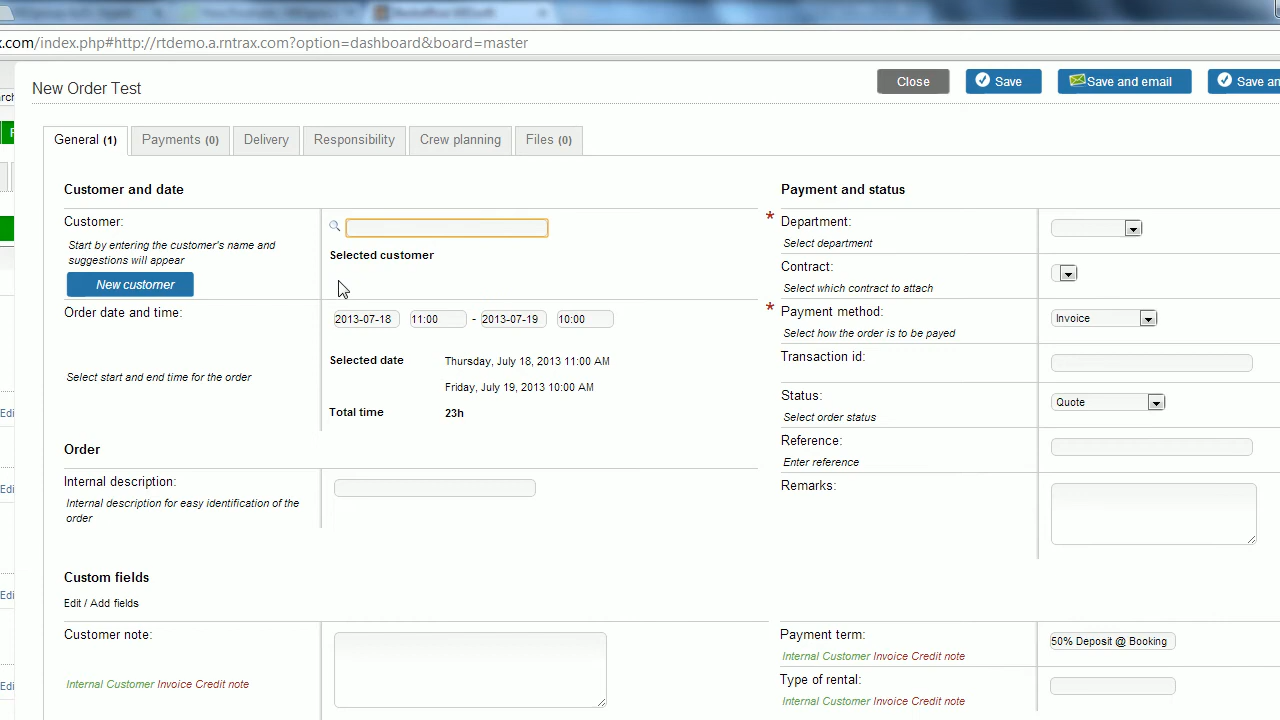 x.com/index.php#http://rtdemo.a.rntrax.com?option=dashboard&board=master
New Order Test
Close
Save
Save and email
Save an
General (1)
Payments (0)
Delivery
Responsibility
Crew planning
Files (0)
Customer and date
Customer:
Start by entering the customer's name and
suggestions will appear
New customer
Selected customer
Order date and time:
2013-07-18
11:00
-
2013-07-19
10:00
Selected date
Thursday, July 18, 2013 11:00 AM
Friday, July 19, 2013 10:00 AM
Select start and end time for the order
Total time
23h
Order
Internal description:
Internal description for easy identification of the
order
Custom fields
Edit / Add fields
Customer note:
Internal Customer Invoice Credit note
Payment and status
* Department:
Select department
Contract:
Select which contract to attach
* Payment method:
Invoice
Select how the order is to be payed
Transaction id:
Status:
Quote
Select order status
Reference:
Enter reference
Remarks:
Payment term:
50% Deposit @ Booking
Internal Customer Invoice Credit note
Type of rental:
Internal Customer Invoice Credit note
arch
Edi
Edi
Edi
Edi